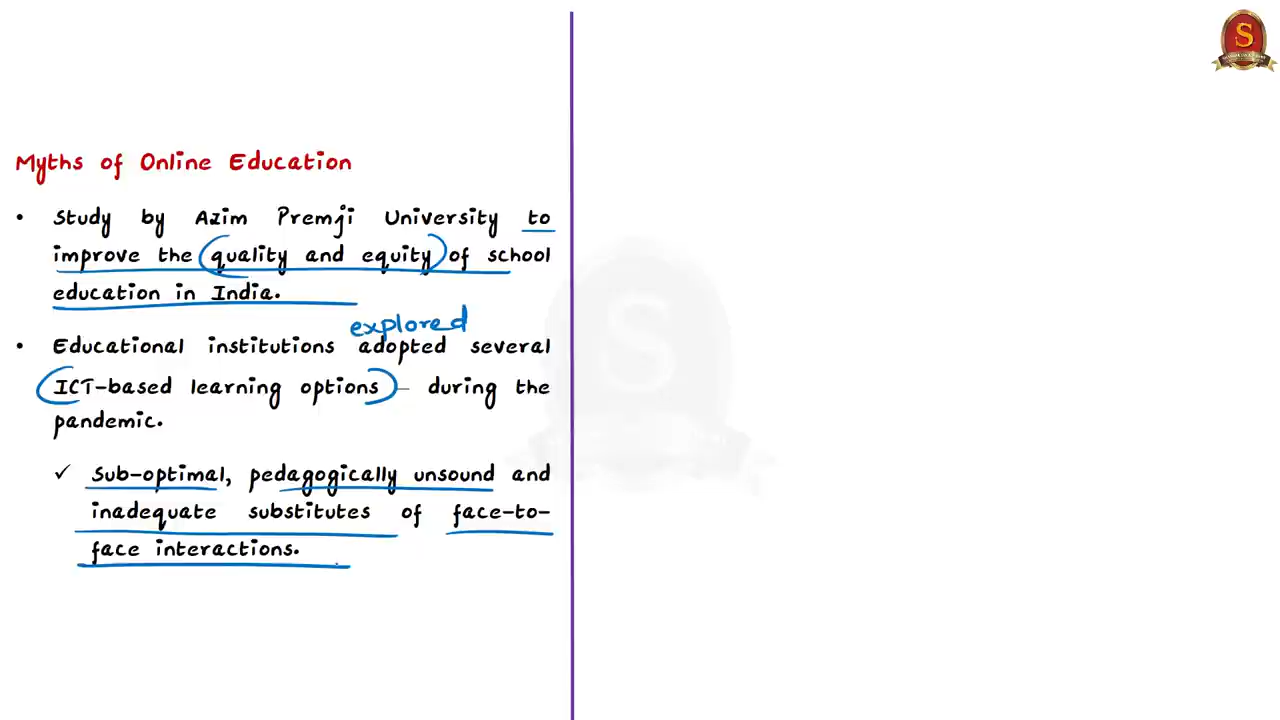 Myths of Online Education
• Study by Azim Premji University to
improve the quality and equity of school
education in India.
explored
• Educational institutions adopted several
ICT-based learning options – during the
pandemic.
✓ Sub-optimal, pedagogically unsound and
inadequate substitutes of face-to-
face interactions.
S
S